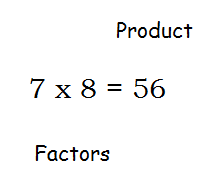 Product
7 x 8 = 56
Factors